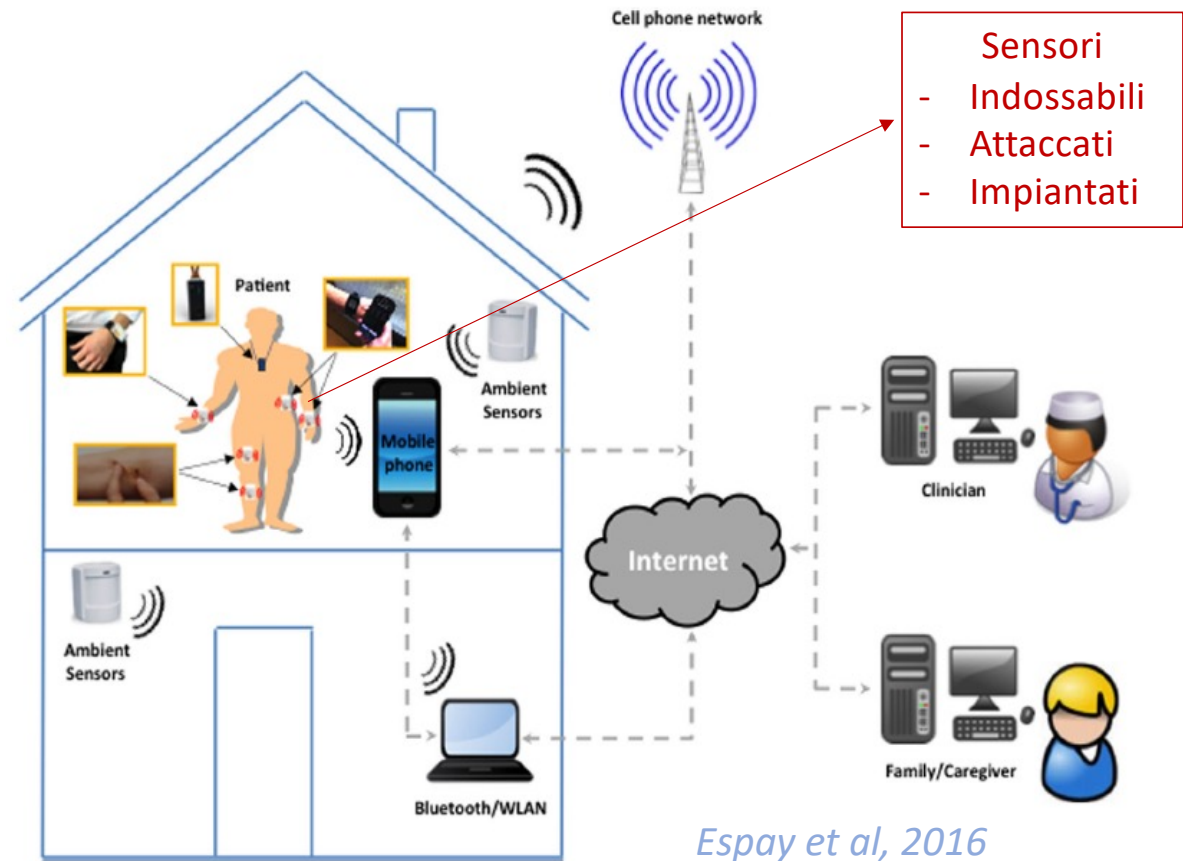 Cell phone network
Sensori
- Indossabili
- Attaccati
- Impiantati
Patient
Ambient
Sensors
Mobile
phone
Clinician
Internet
Ambient
Sensors
Family/Caregiver
Bluetooth/WLAN
Espay et al, 2016